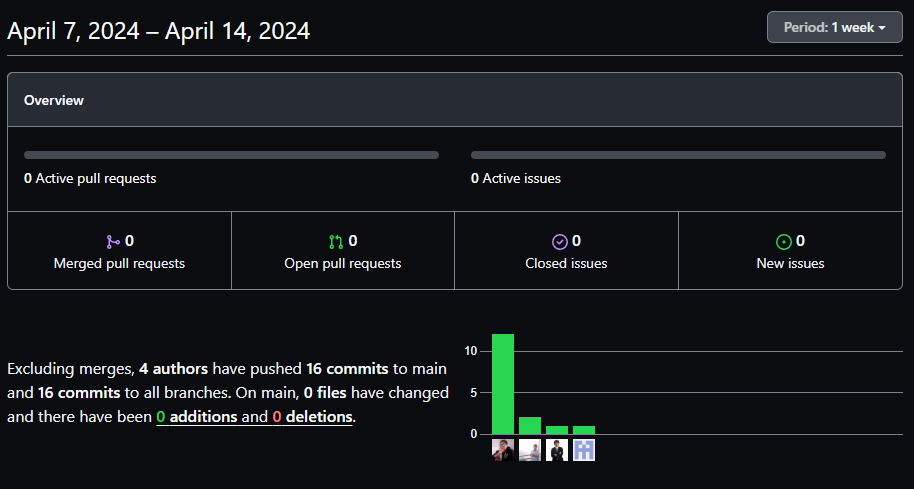 April 7, 2024 – April 14, 2024
Period: 1 week
Overview
0 Active pull requests
0 Active issues
0
Merged pull requests
0
Open pull requests
0
Closed issues
0
New issues
Excluding merges, 4 authors have pushed 16 commits to main
and 16 commits to all branches. On main, 0 files have changed
and there have been 0 additions and 0 deletions.
10
5
0